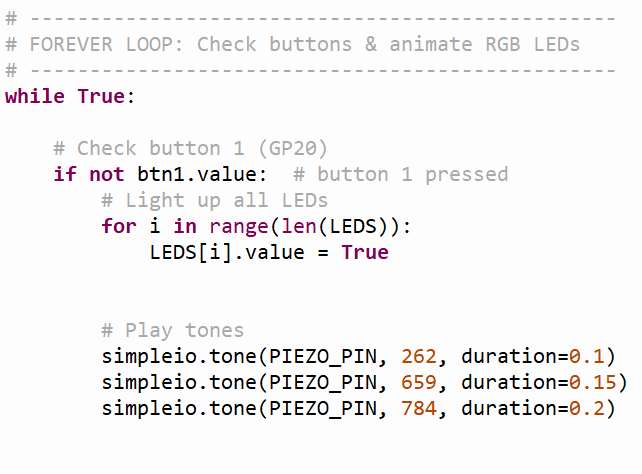 # -------------------------------------------------
# FOREVER LOOP: Check buttons & animate RGB LEDs
# -------------------------------------------------
while True:

    # Check button 1 (GP20)
    if not btn1.value:  # button 1 pressed
        # Light up all LEDs
        for i in range(len(LEDS)):
            LEDS[i].value = True


        # Play tones
        simpleio.tone(PIEZO_PIN, 262, duration=0.1)
        simpleio.tone(PIEZO_PIN, 659, duration=0.15)
        simpleio.tone(PIEZO_PIN, 784, duration=0.2)